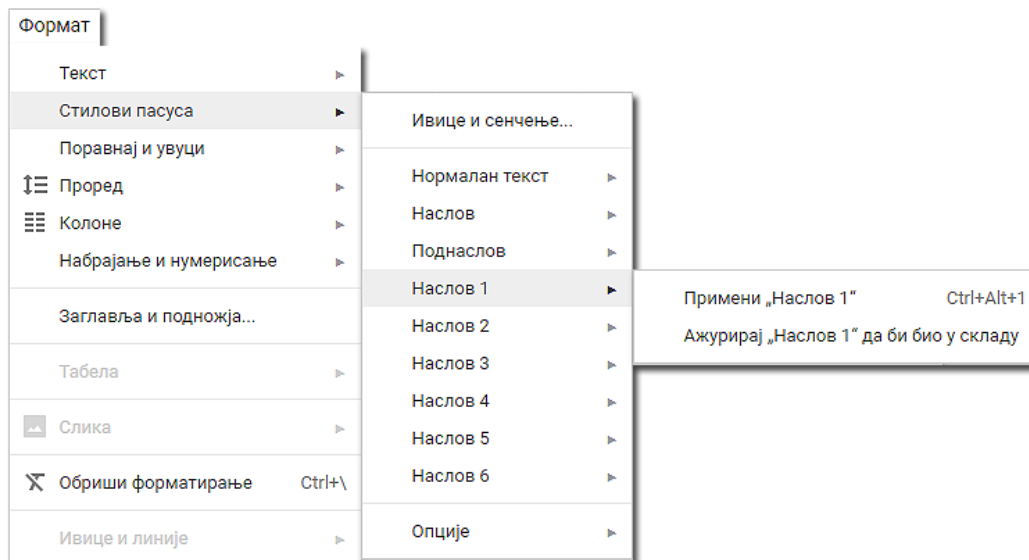 Формат
Текст
Стилови пасуса
Поравнај и увуци
Проред
Колоне
Набрајање и нумерисање
Заглавља и подножја...
Табела
Слика
Обриши форматирање Ctrl+\
Ивице и линије
Ивице и сенчење...
Нормалан текст
Наслов
Поднаслов
Наслов 1
Наслов 2
Наслов 3
Наслов 4
Наслов 5
Наслов 6
Опције
Примени „Наслов 1“ Ctrl+Alt+1
Ажурирај „Наслов 1“ да би био у складу